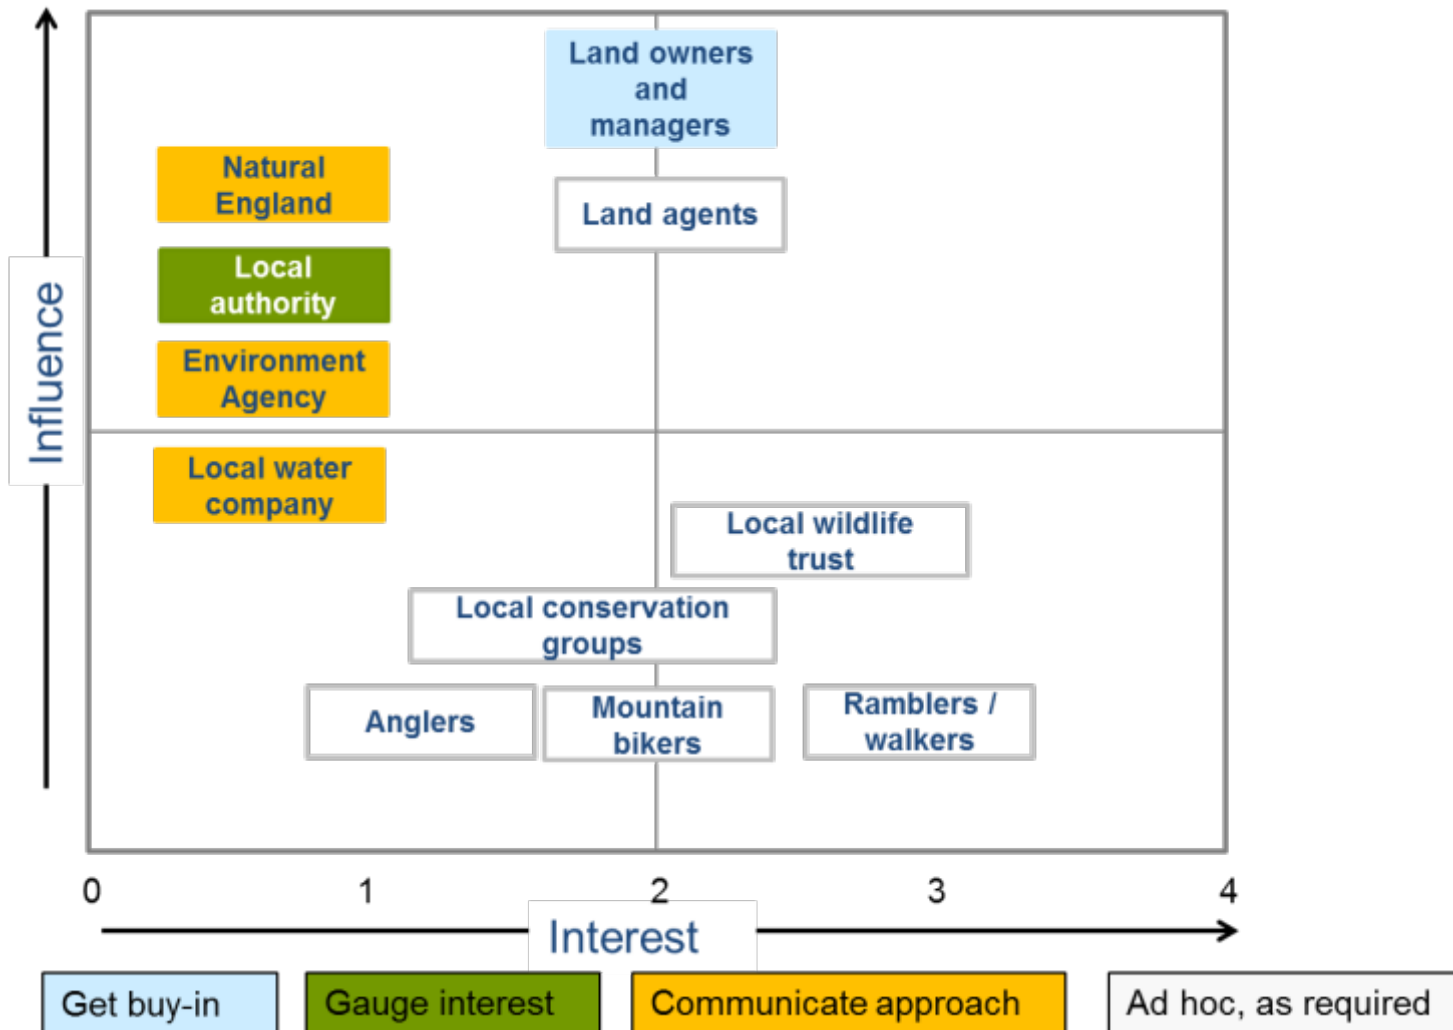 Land owners
and
managers
Natural
England
Land agents
Local
authority
Environment
Agency
Influence
Local water
company
Local wildlife
trust
Local conservation
groups
Anglers
Mountain
bikers
Ramblers /
walkers
0 1 2 3 4
Interest
Get buy-in
Gauge interest
Communicate approach
Ad hoc, as required